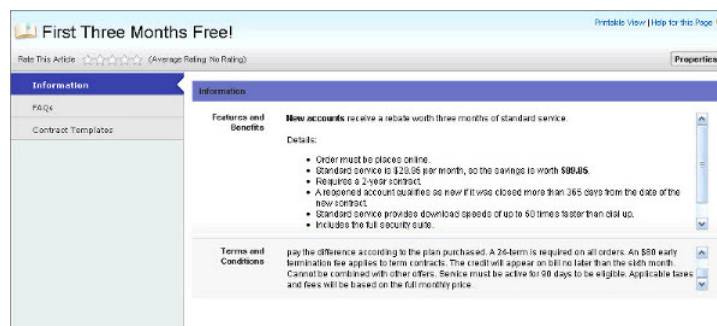 First Three Months Free!
Printable View | Help for this Page
Rate This Article (Average Rating: No Rating)
Properties
Information
FAQs
Contract Templates
Information
Features and Benefits
New accounts receive a rebate worth three months of standard service.
Details:
• Order must be places online.
• Standard service is $29.95 per month, so the savings is worth $89.85.
• Requires a 2-year contract.
• A reopened account qualifies as new if it was closed more than 365 days from the date of the
new contract.
• Standard service provides download speeds of up to 50 times faster than dial up.
• Includes the full security suite.
Terms and Conditions
pay the difference according to the plan purchased. A 24-term is required on all orders. An $80 early
termination fee applies to term contracts. The credit will appear on bill no later than the sixth month.
Cannot be combined with other offers. Service must be active for 90 days to be eligible. Applicable taxes
and fees will be based on the full monthly price.